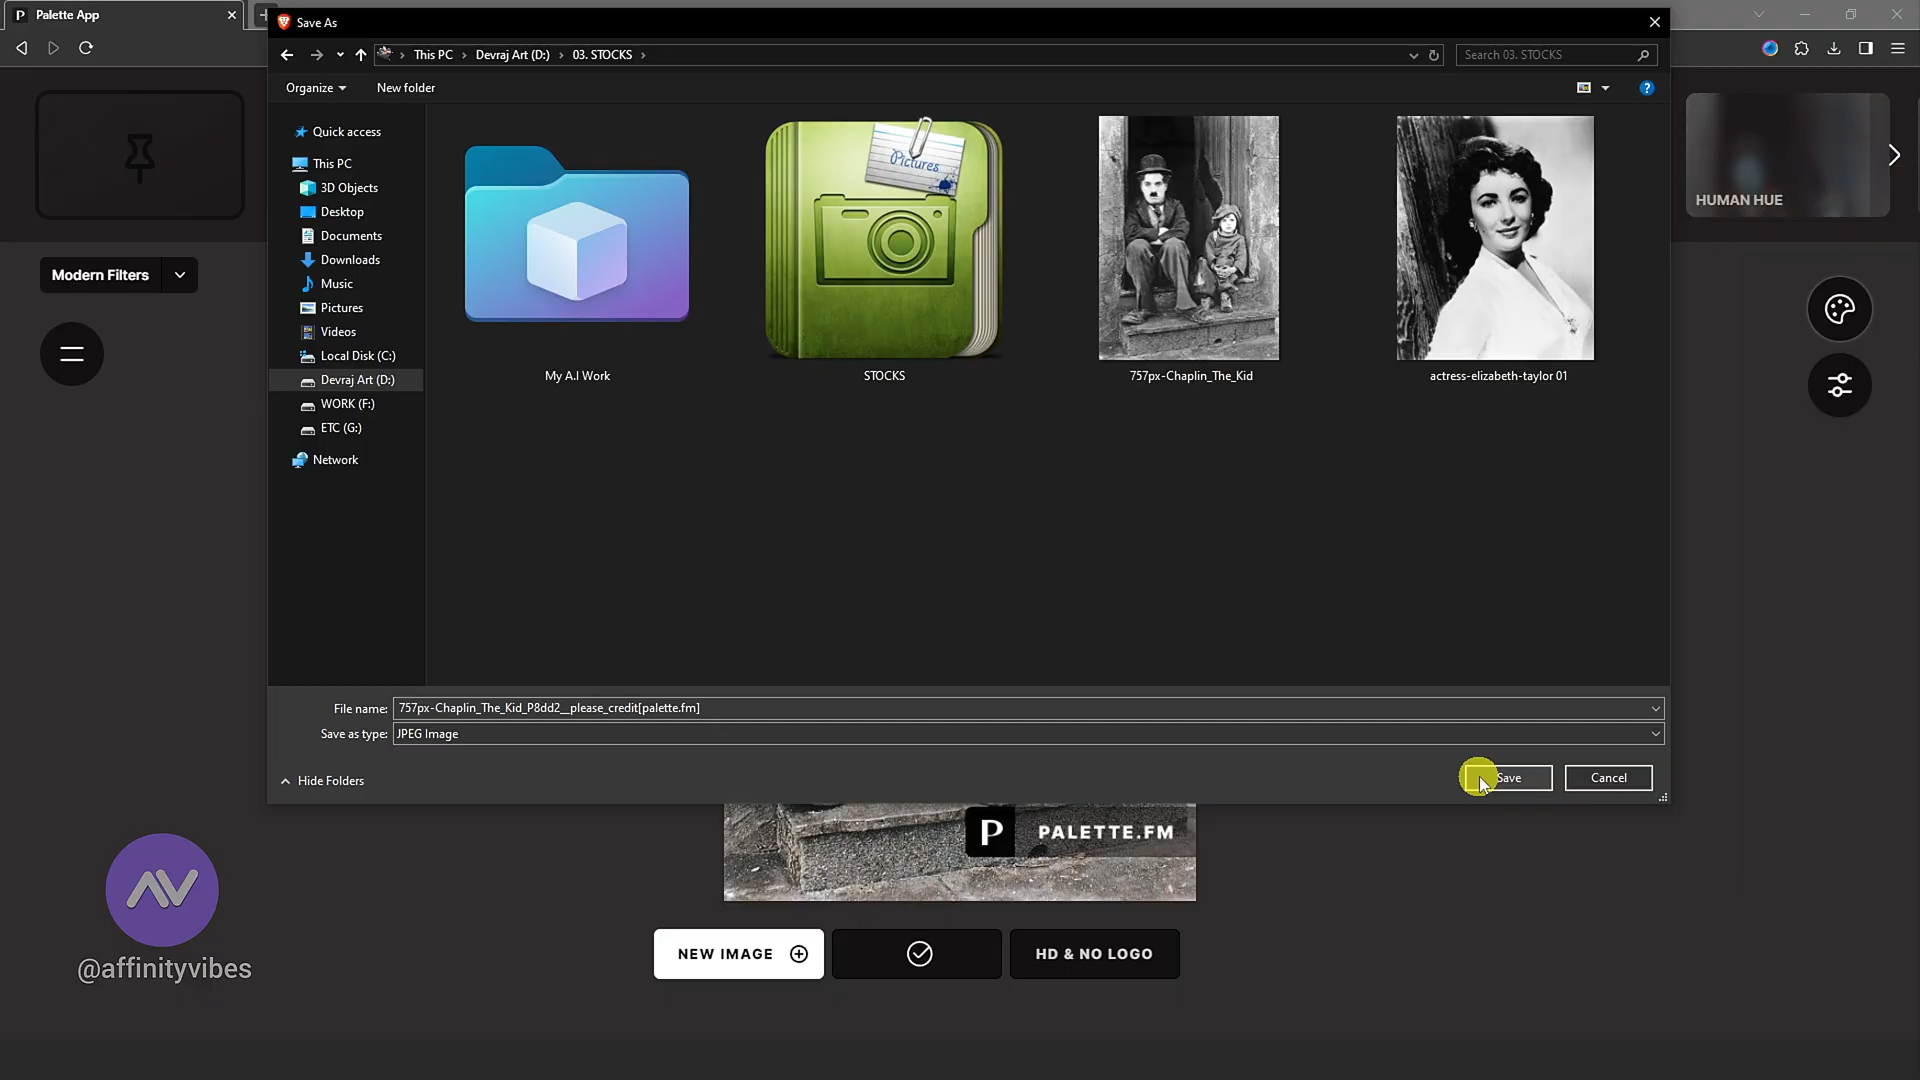 Palette App
Save As
This PC
Devraj Art (D:)
03. STOCKS
Search 03. STOCKS
Organize
New folder
Quick access
This PC
3D Objects
Desktop
Documents
Downloads
Music
Pictures
Videos
Local Disk (C:)
Devraj Art (D:)
WORK (F:)
ETC (G:)
Network
Pictures
My A.I Work
STOCKS
757px-Chaplin_The_Kid
actress-elizabeth-taylor 01
HUMAN HUE
Modern Filters
File name:
757px-Chaplin_The_Kid_P8dd2__please_credit[palette.fm]
Save as type:
JPEG Image
Hide Folders
Save
Cancel
P PALETTE.FM
NEW IMAGE
HD & NO LOGO
AV
@affinityvibes